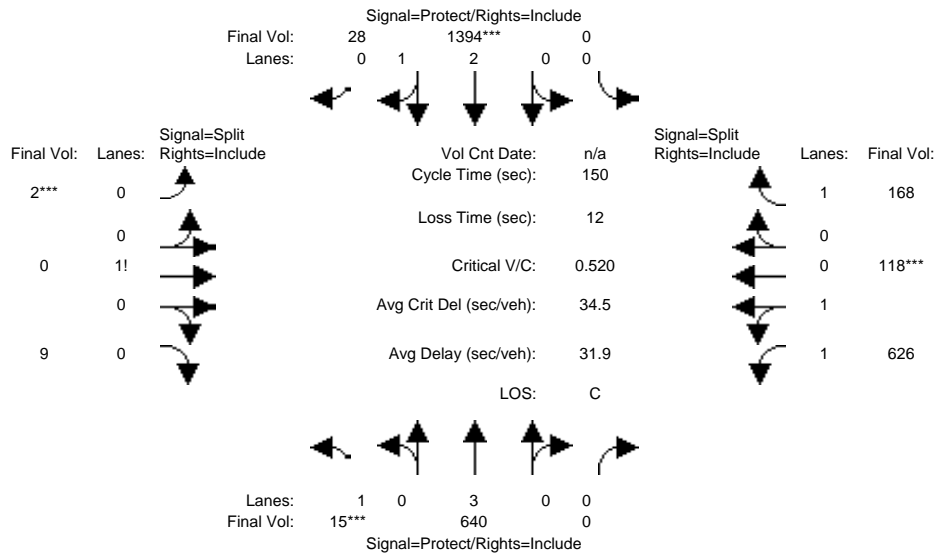 Signal=Protect/Rights=Include
Final Vol: 28 1394*** 0
Lanes: 0 1 2 0 0
Signal=Split
Final Vol: Lanes: Rights=Include
Vol Cnt Date: n/a
Signal=Split
Rights=Include Lanes: Final Vol:
Cycle Time (sec): 150
2*** 0
1 168
Loss Time (sec): 12
0
0
0 1!
Critical V/C: 0.520
0 118***
0
Avg Crit Del (sec/veh): 34.5
1
9 0
Avg Delay (sec/veh): 31.9
1 626
LOS: C
Lanes: 1 0 3 0 0
Final Vol: 15*** 640 0
Signal=Protect/Rights=Include